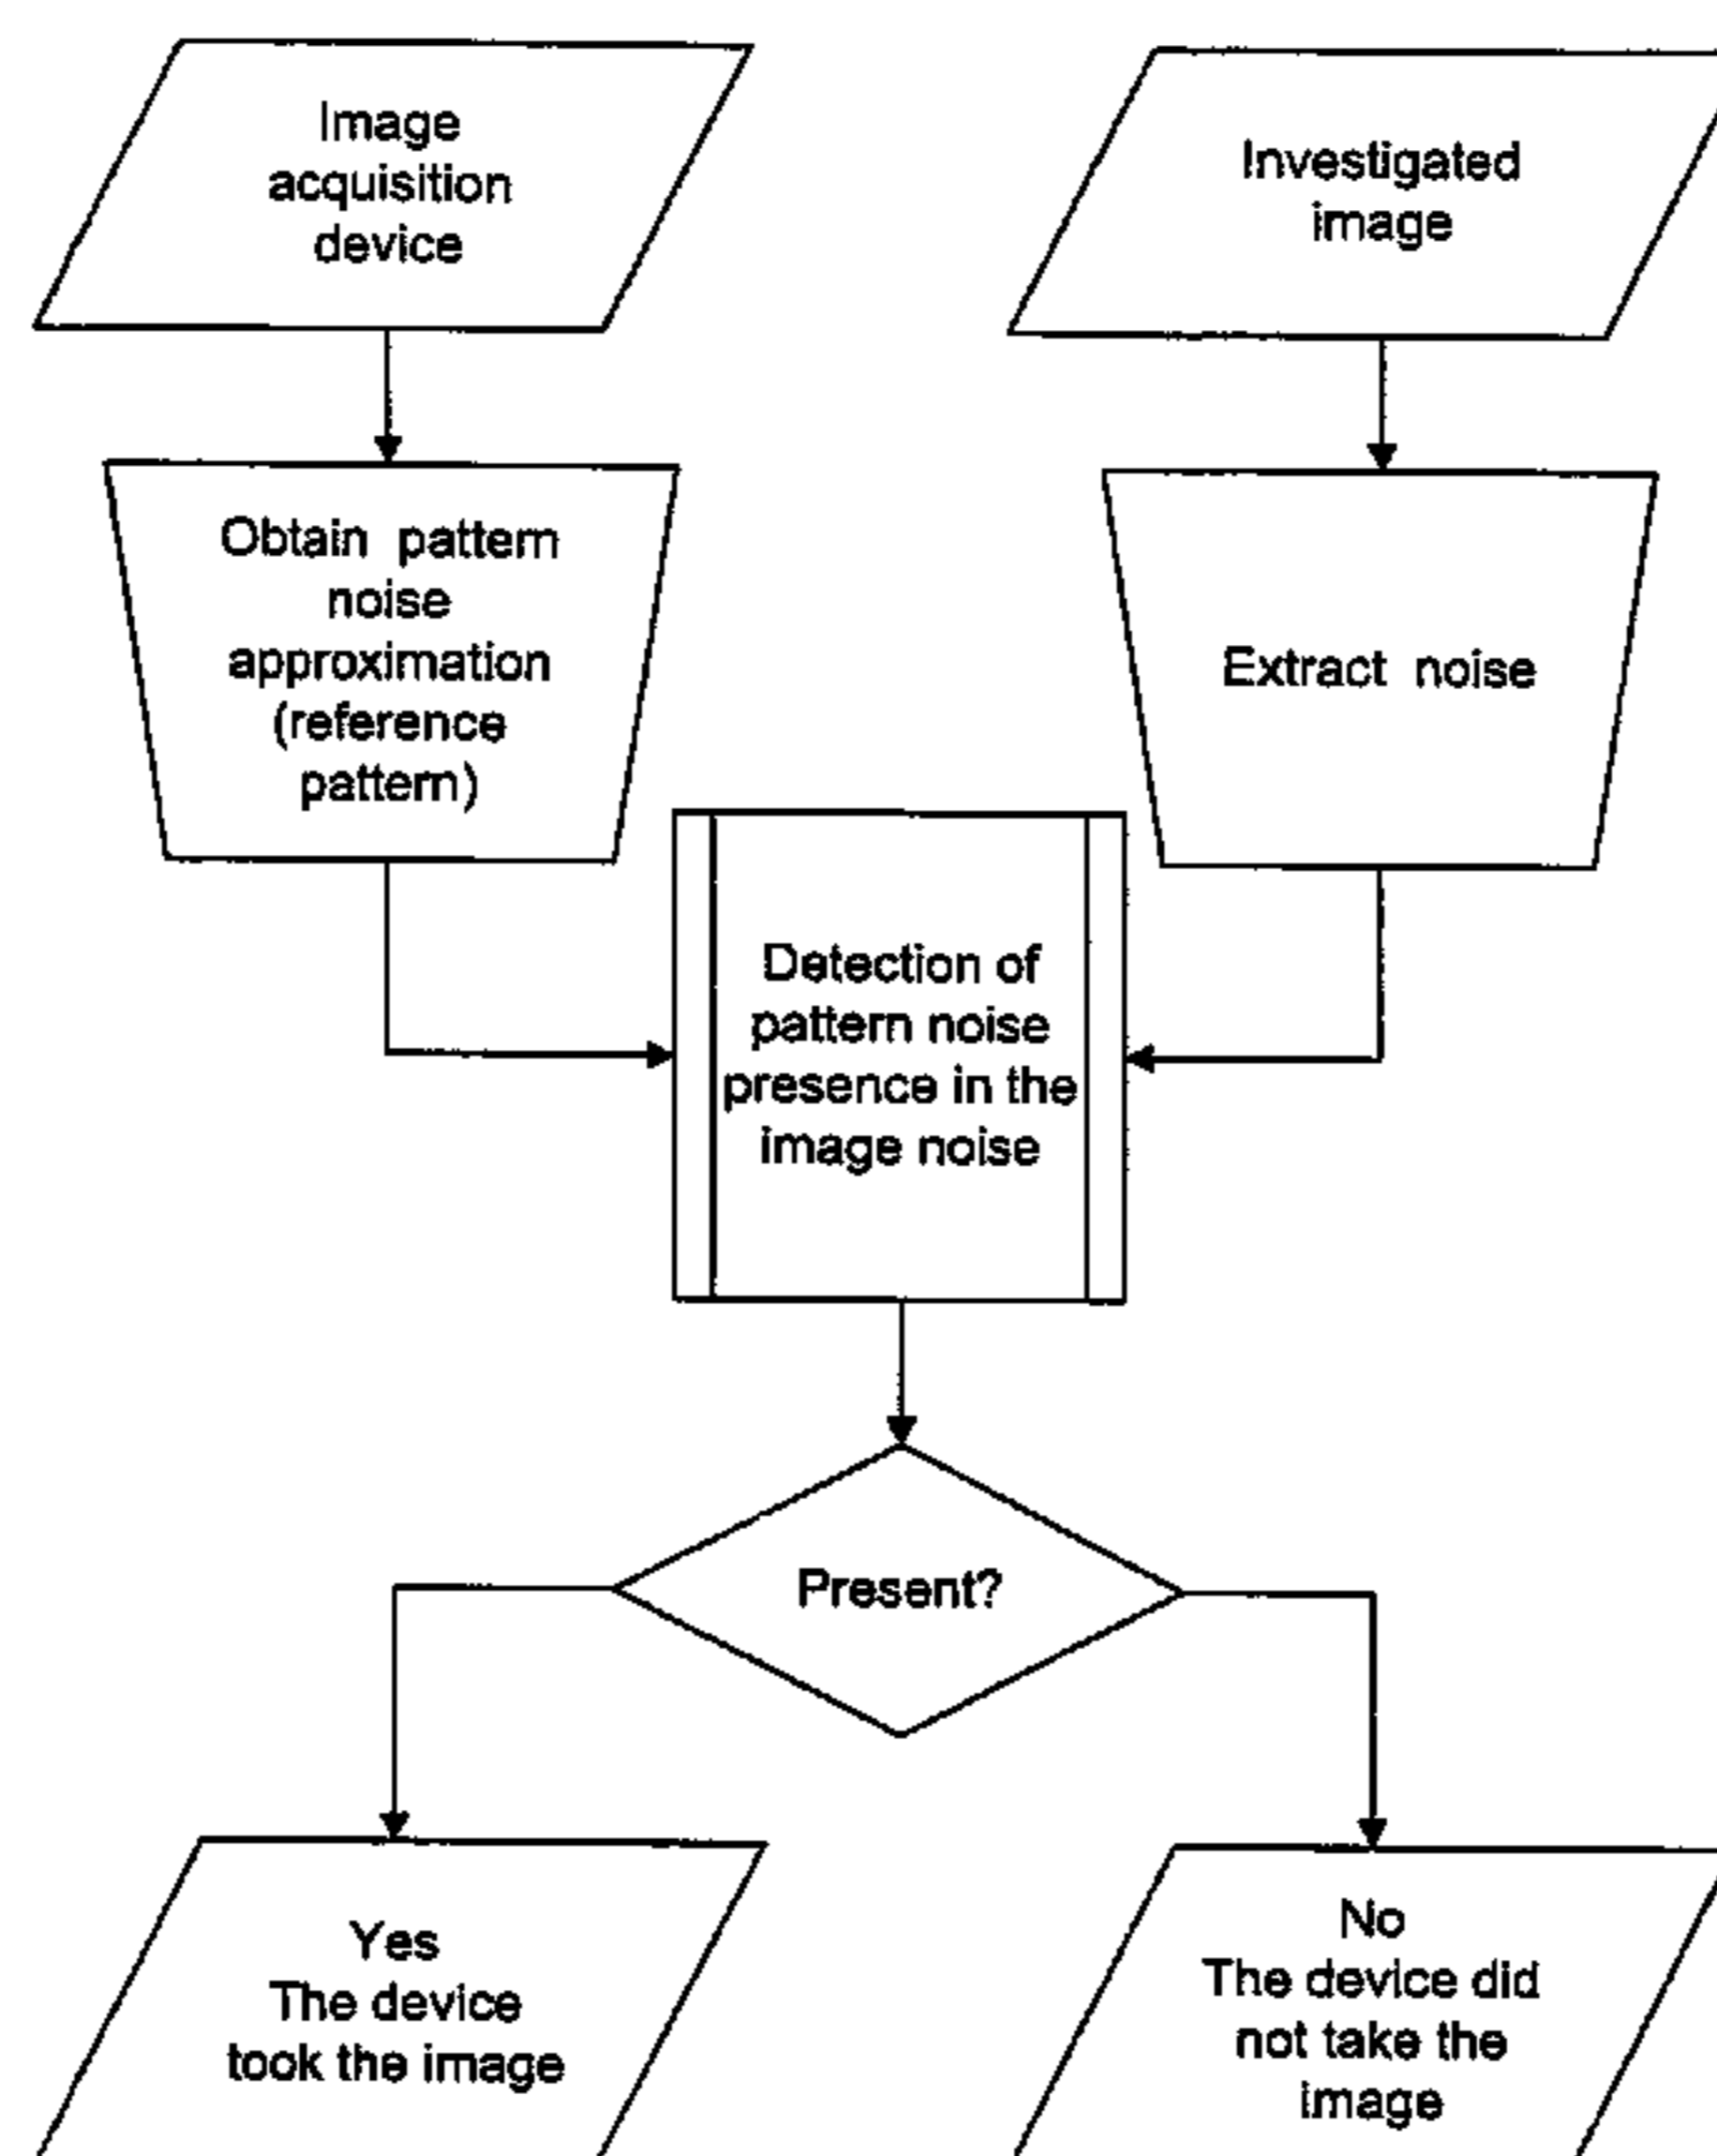 Image
acquisition
device
Investigated
image
Obtain pattern
noise
approximation
(reference
pattern)
Extract noise
Detection of
pattern noise
presence in the
image noise
Present?
Yes
The device
took the image
No
The device did
not take the
image